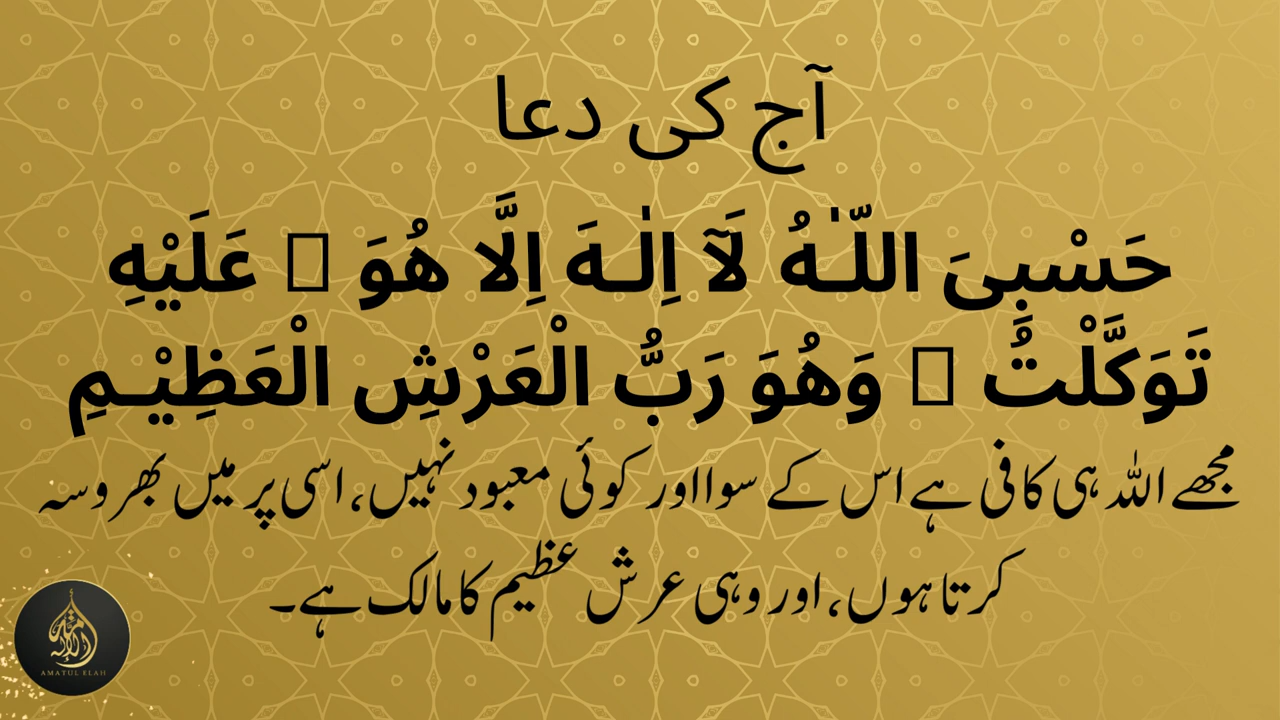 آج کی دعا
حَسْبِىَ اللّـٰهُ لَآ اِلٰـهَ اِلَّا هُوَ ▯ عَلَيْهِ
تَوَكَّلْتُ ▯ وَهُوَ رَبُّ الْعَرْشِ الْعَظِيْـمِ
مجھے اللہ ہی کافی ہے اس کے سوا اور کوئی معبود نہیں، اسی پر میں بھروسہ
کرتا ہوں، اور وہی عرش عظیم کا مالک ہے۔
AMATUL ELAH